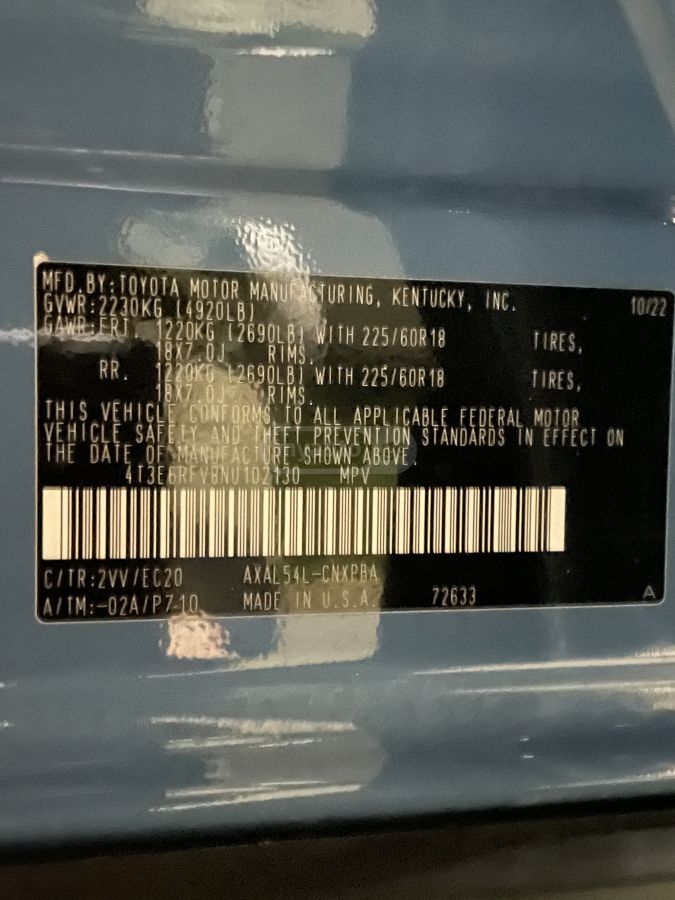 MFD.BY:TOYOTA MOTOR MANUFACTURING, KENTUCKY, INC. 10/22
GVWR:2230KG (4920LB)
GAWR:FRT. 1220KG (2690LB) WITH 225/60R18 TIRES,
18X7.0J RIMS.
RR. 1220KG (2690LB) WITH 225/60R18 TIRES,
18X7.0J RIMS.
THIS VEHICLE CONFORMS TO ALL APPLICABLE FEDERAL MOTOR
VEHICLE SAFETY AND THEFT PREVENTION STANDARDS IN EFFECT ON
THE DATE OF MANUFACTURE SHOWN ABOVE.
4T3E6RFV8NU102130 MPV
C/TR:2VV/EC20 AXAL54L-CNXPBA
A/TM:-02A/P7-10 MADE IN U.S.A. 72633 A